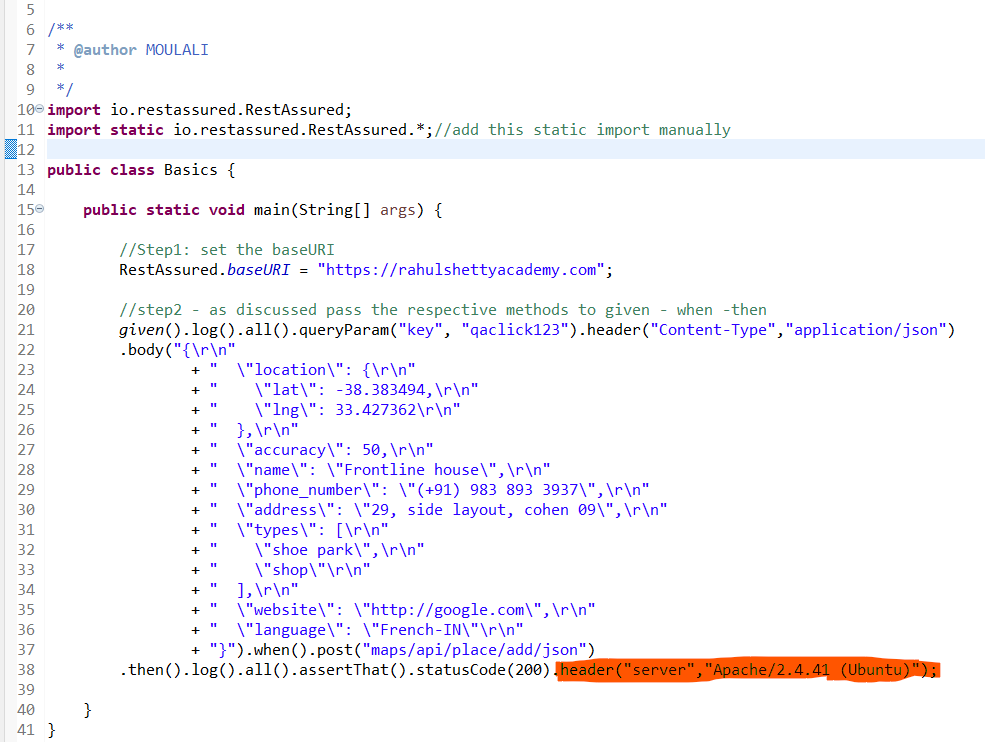 5
6 /**
7  * @author MOULALI
8  *
9  */
10 import io.restassured.RestAssured;
11 import static io.restassured.RestAssured.*;//add this static import manually
12
13 public class Basics {
14
15     public static void main(String[] args) {
16
17         //Step1: set the baseURI
18         RestAssured.baseURI = "https://rahulshettyacademy.com";
19
20         //step2 - as discussed pass the respective methods to given - when -then
21         given().log().all().queryParam("key", "qaclick123").header("Content-Type","application/json")
22         .body("{\r\n"
23                 + "  \"location\": {\r\n"
24                 + "    \"lat\": -38.383494,\r\n"
25                 + "    \"lng\": 33.427362\r\n"
26                 + "  },\r\n"
27                 + "  \"accuracy\": 50,\r\n"
28                 + "  \"name\": \"Frontline house\",\r\n"
29                 + "  \"phone_number\": \"(+91) 983 893 3937\",\r\n"
30                 + "  \"address\": \"29, side layout, cohen 09\",\r\n"
31                 + "  \"types\": [\r\n"
32                 + "    \"shoe park\",\r\n"
33                 + "    \"shop\"\r\n"
34                 + "  ],\r\n"
35                 + "  \"website\": \"http://google.com\",\r\n"
36                 + "  \"language\": \"French-IN\"\r\n"
37                 + "}").when().post("maps/api/place/add/json")
38         .then().log().all().assertThat().statusCode(200).header("server","Apache/2.4.41 (Ubuntu)");
39
40     }
41 }